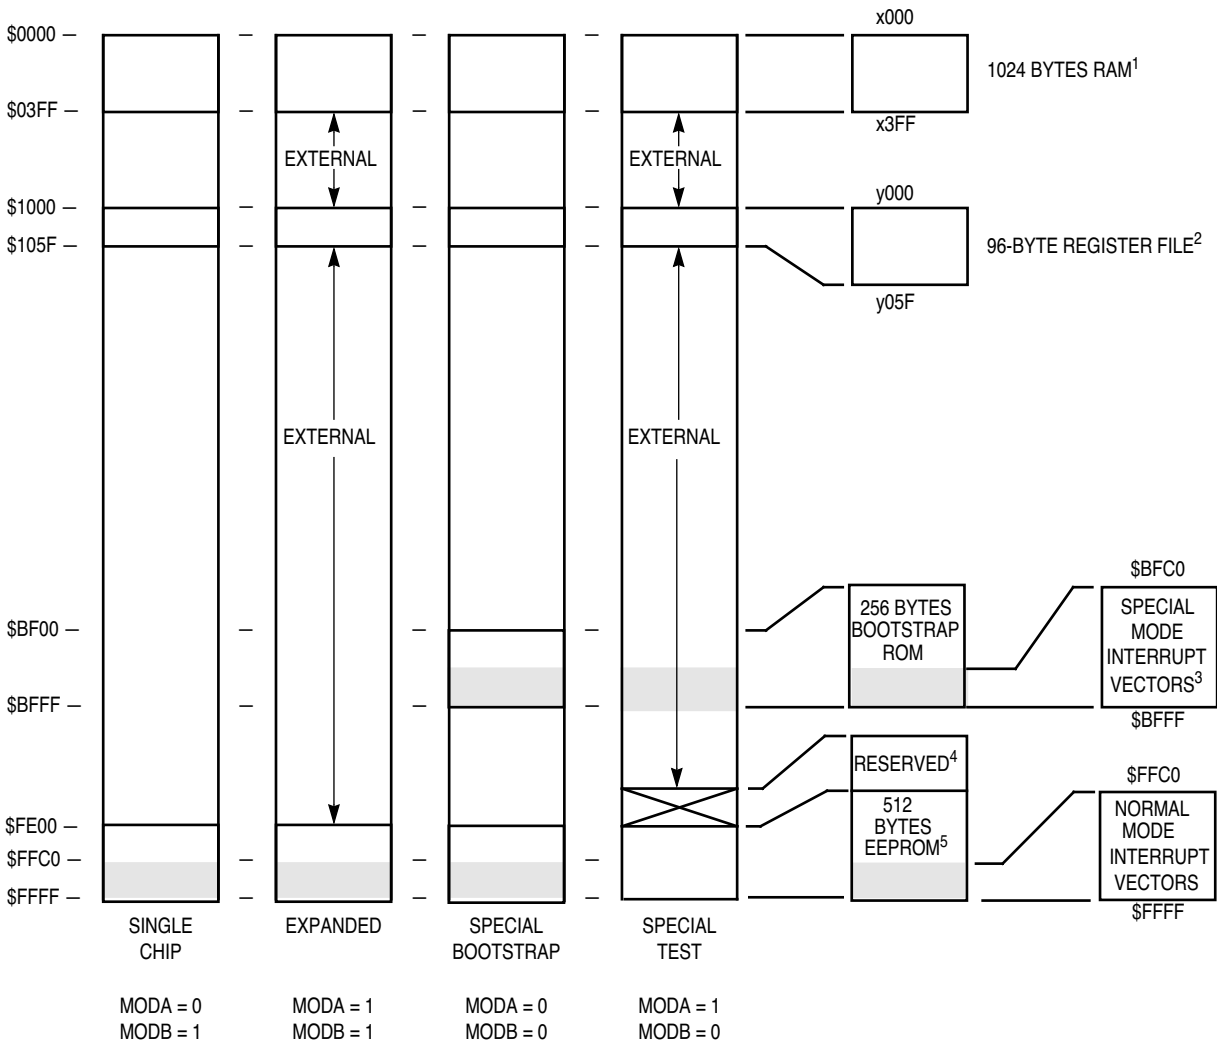 $0000
x000
1024 BYTES RAM1
$03FF
x3FF
EXTERNAL
EXTERNAL
$1000
y000
$105F
96-BYTE REGISTER FILE2
y05F
EXTERNAL
EXTERNAL
$BF00
256 BYTES
BOOTSTRAP
ROM
$BFC0
SPECIAL
MODE
INTERRUPT
VECTORS3
$BFFF
$BFFF
RESERVED4
512
BYTES
EEPROM5
$FFC0
NORMAL
MODE
INTERRUPT
VECTORS
$FFFF
$FE00
$FFC0
$FFFF
SINGLE
CHIP
EXPANDED
SPECIAL
BOOTSTRAP
SPECIAL
TEST
MODA = 0
MODB = 1
MODA = 1
MODB = 1
MODA = 0
MODB = 0
MODA = 1
MODB = 0